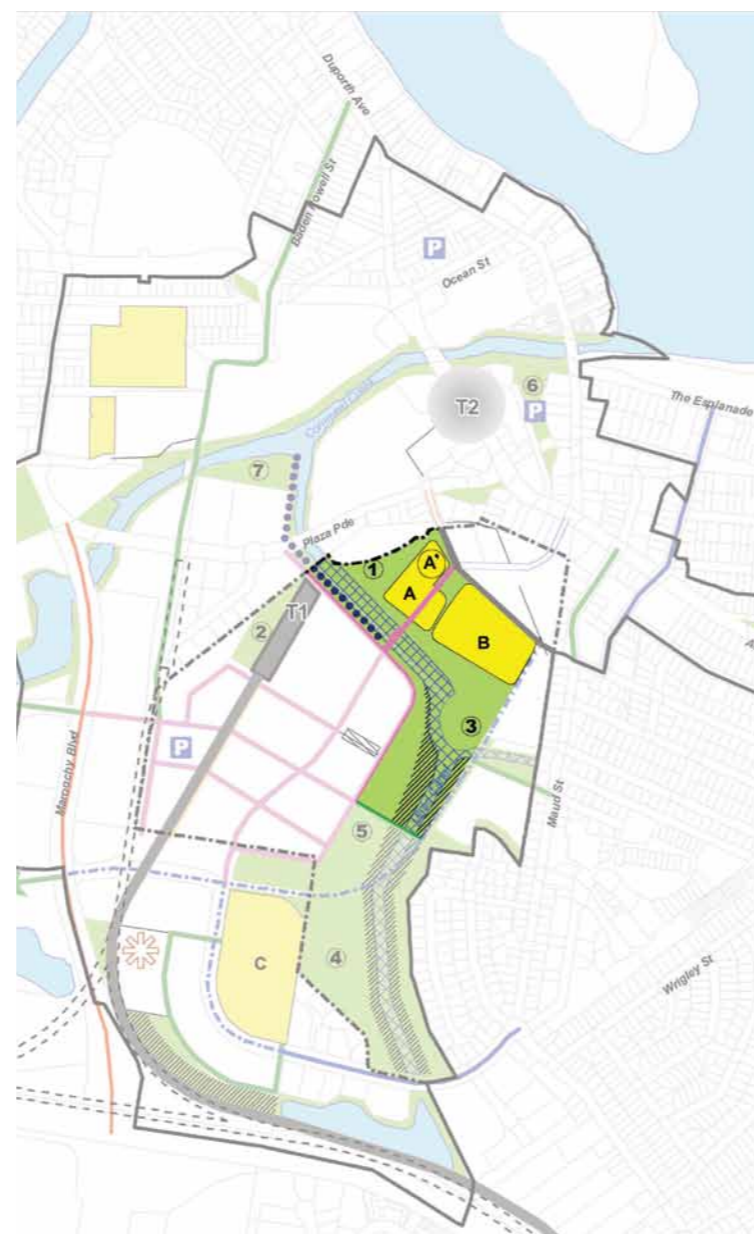 Duporth Ave
Baden Powell St
P
Ocean St
T2
6
P
The Esplanade
7
Plaza Pde
1
A'
A
B
T1
2
3
P
Maroochy Blvd
Maud St
5
C
4
Wrigley St